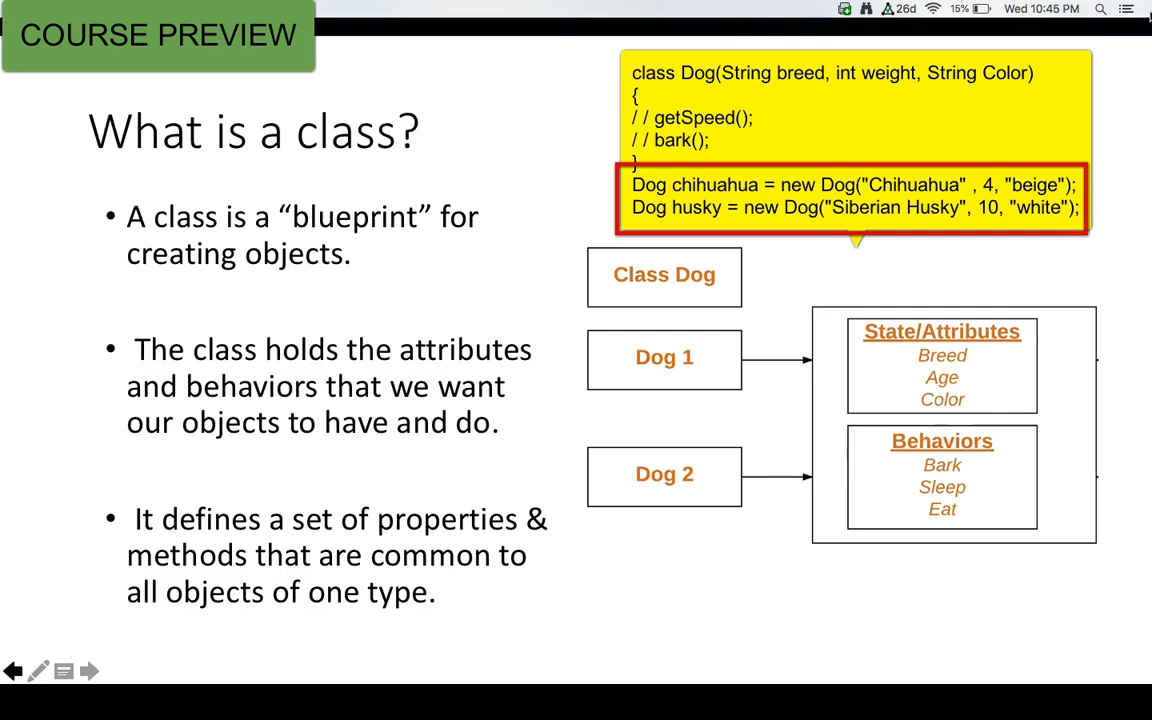 26d 15% Wed 10:45 PM
COURSE PREVIEW
What is a class?
• A class is a “blueprint” for
creating objects.
• The class holds the attributes
and behaviors that we want
our objects to have and do.
• It defines a set of properties &
methods that are common to
all objects of one type.
class Dog(String breed, int weight, String Color)
{
/ / getSpeed();
/ / bark();
}
Dog chihuahua = new Dog("Chihuahua" , 4, "beige");
Dog husky = new Dog("Siberian Husky", 10, "white");
Class Dog
Dog 1
Dog 2
State/Attributes
Breed
Age
Color
Behaviors
Bark
Sleep
Eat